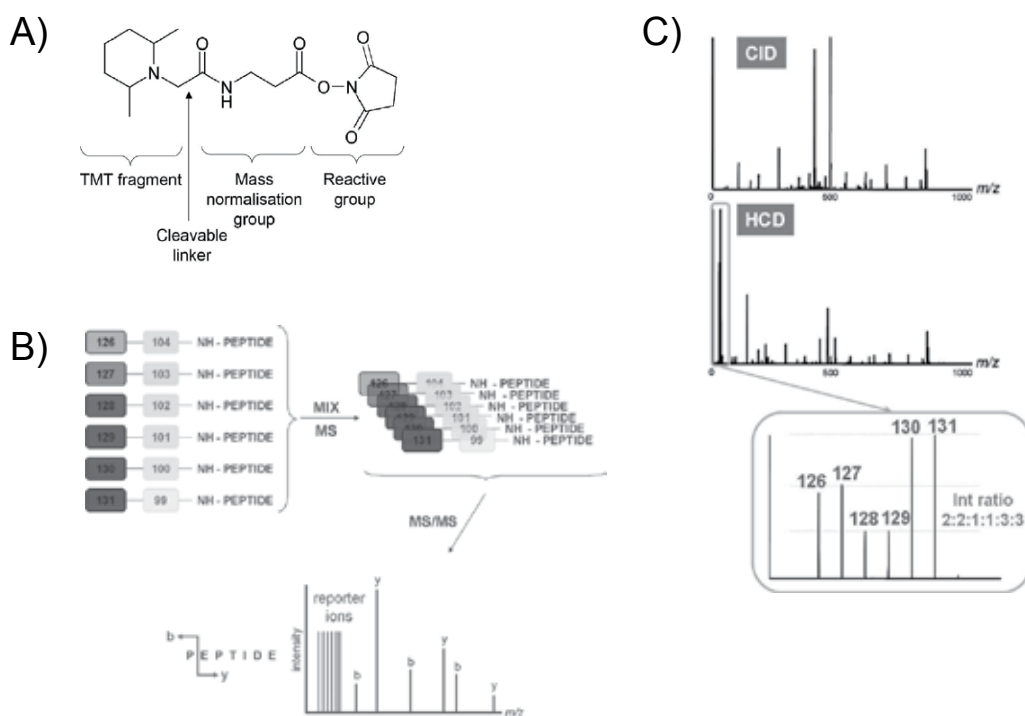 A)
N
O
N
H
O
O
N
O
O
TMT fragment
Mass
normalisation
group
Reactive
group
Cleavable
linker
B)
126 104 NH - PEPTIDE
127 103 NH - PEPTIDE
128 102 NH - PEPTIDE
129 101 NH - PEPTIDE
130 100 NH - PEPTIDE
131 99 NH - PEPTIDE
MIX
MS
126 104 NH - PEPTIDE
127 103 NH - PEPTIDE
102 NH - PEPTIDE
101 NH - PEPTIDE
100 NH - PEPTIDE
131 99 NH - PEPTIDE
MS/MS
b
PEPTIDE
y
reporter
ions
intensity
b
y
b
y
b
y
m/z
C)
CID
0 500 1000
m/z
HCD
0 500 1000
m/z
126 127 128 129 130 131
Int ratio
2:2:1:1:3:3